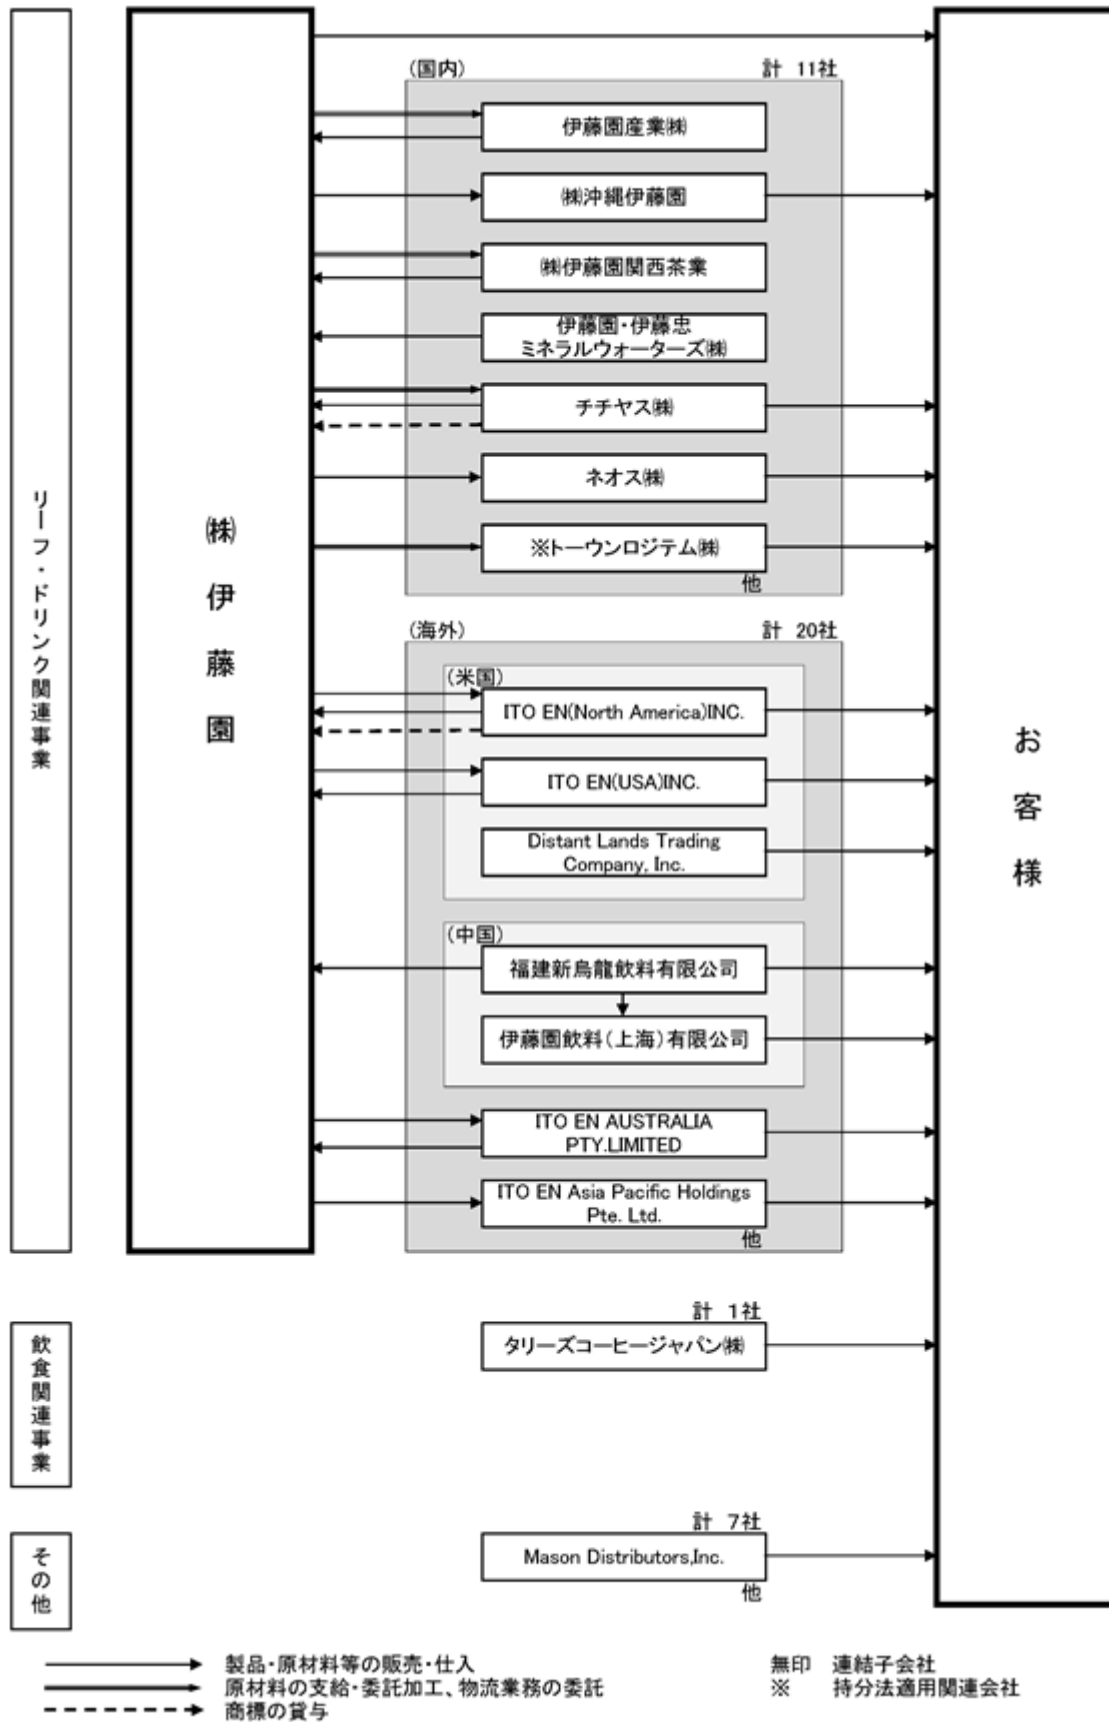 リーフ・ドリンク関連事業
㈱伊藤園
お客様
(国内) 計 11社
伊藤園産業㈱
㈱沖縄伊藤園
㈱伊藤園関西茶業
伊藤園・伊藤忠
ミネラルウォーターズ㈱
チチヤス㈱
ネオス㈱
※トーウンロジテム㈱
他
(海外) 計 20社
(米国)
ITO EN(North America)INC.
ITO EN(USA)INC.
Distant Lands Trading
Company, Inc.
(中国)
福建新烏龍飲料有限公司
伊藤園飲料(上海)有限公司
ITO EN AUSTRALIA
PTY.LIMITED
ITO EN Asia Pacific Holdings
Pte. Ltd.
他
飲食関連事業
計 1社
タリーズコーヒージャパン㈱
その他
計 7社
Mason Distributors,Inc.
他
製品・原材料等の販売・仕入
原材料の支給・委託加工、物流業務の委託
商標の貸与
無印 連結子会社
※ 持分法適用関連会社